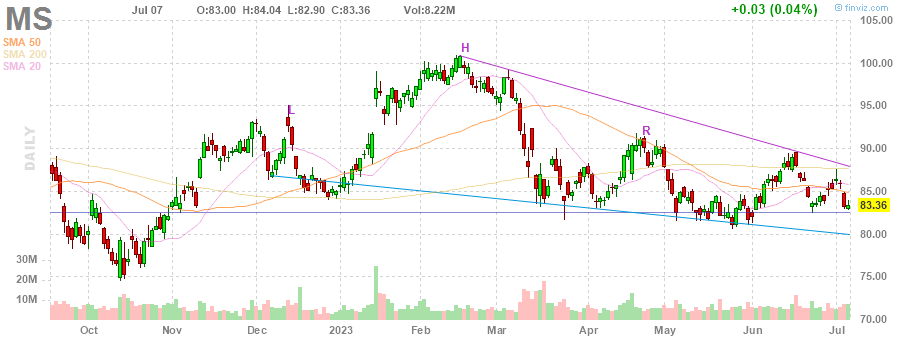 MS Jul 07 O:83.00 H:84.04 L:82.90 C:83.36 Vol:8.22M +0.03 (0.04%) © finviz.com
SMA 50
SMA 200
SMA 20
105.00
100.00
95.00
90.00
85.00
83.36
80.00
75.00
70.00
DAILY
L
H
R
30M
20M
10M
Oct Nov Dec 2023 Feb Mar Apr May Jun Jul